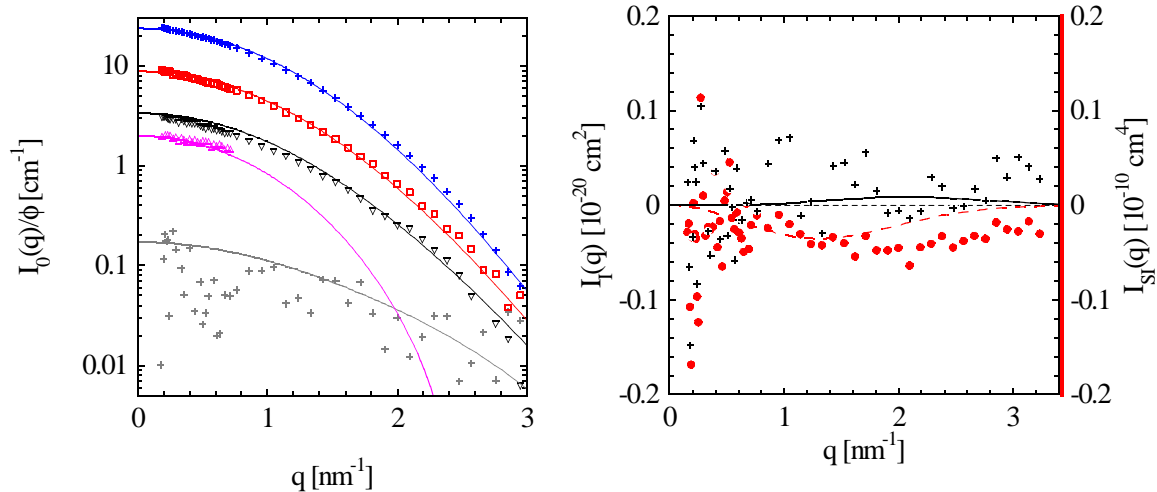 10
1
0.1
0.01
0 1 2 3
I₀(q)/ϕ [cm⁻¹]
q [nm⁻¹]
0.2 0.2
0.1 0.1
0 0
-0.1 -0.1
-0.2 -0.2
0 1 2 3
I_I(q) [10⁻²⁰ cm²]
I_SI(q) [10⁻¹⁰ cm⁴]
q [nm⁻¹]